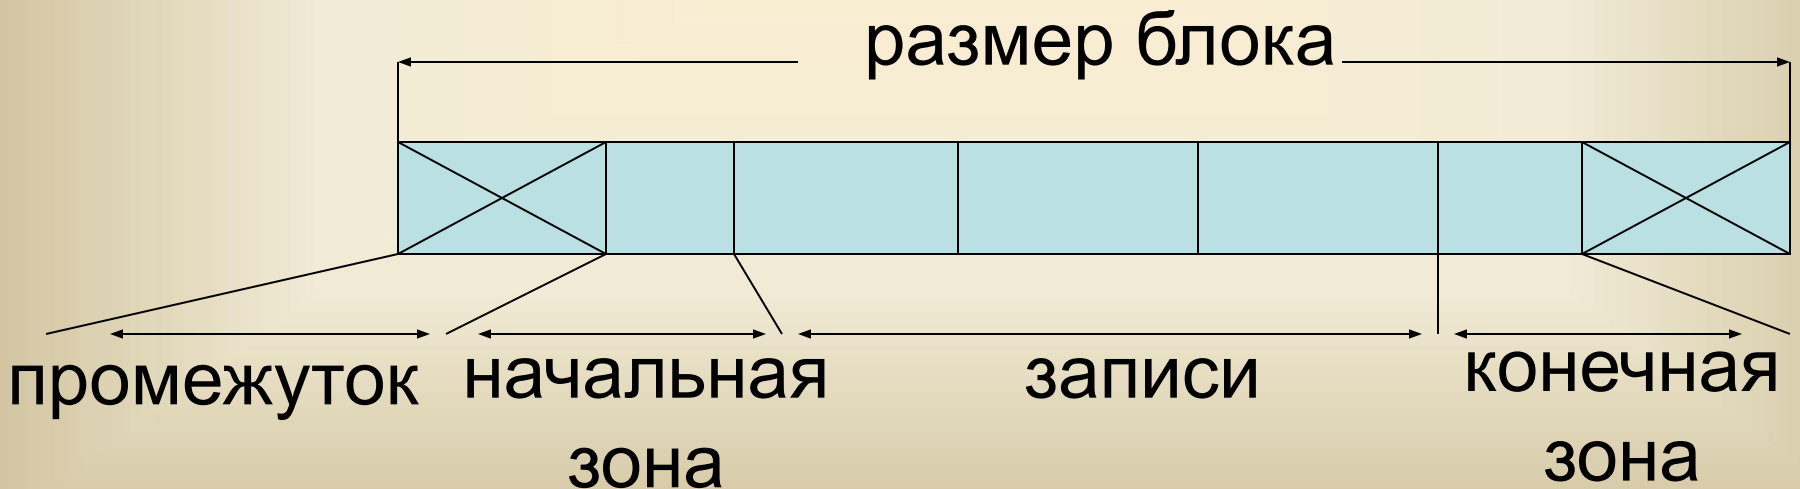 размер блока
промежуток
начальная
зона
записи
конечная
зона